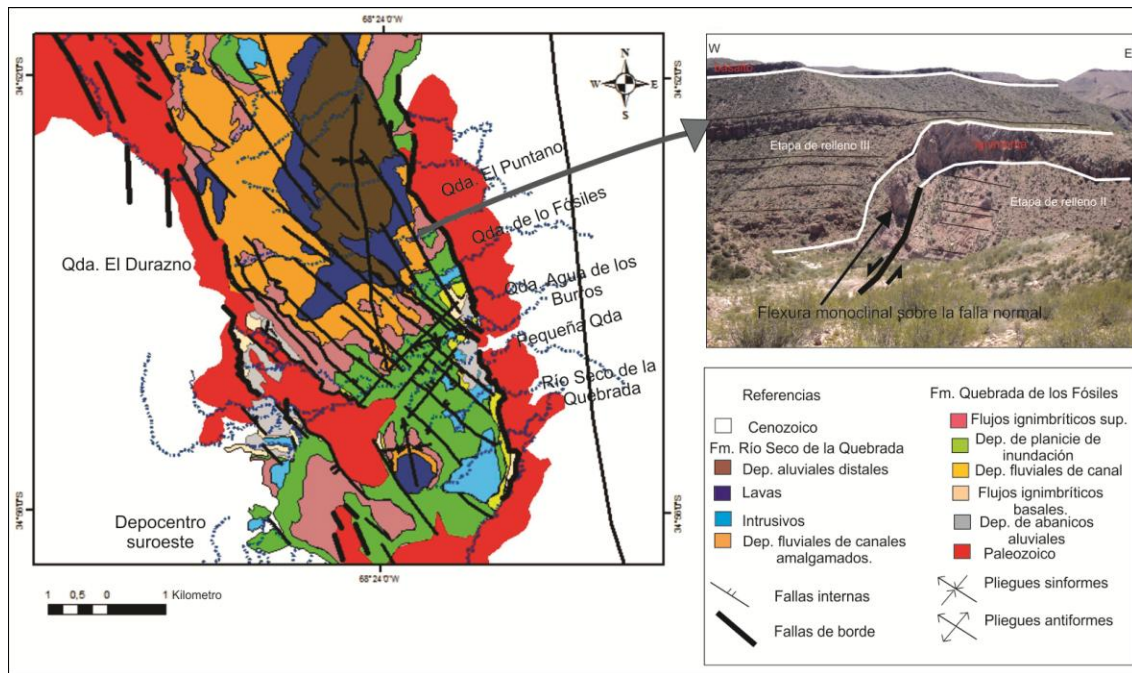 68°24'0"W
34°52'0"S
34°52'0"S
N
W E
S
Qda. El Puntano
Qda. de lo Fósiles
Qda. El Durazno
Qda. Agua de los
Burros
Pequeña Qda
Río Seco de la
Quebrada
Depocentro
suroeste
34°56'0"S
34°56'0"S
68°24'0"W
1 0,5 0 1 Kilometro
W E
Etapa de relleno III
Etapa de relleno II
Flexura monoclinal sobre la falla normal.
Referencias
Cenozoico
Fm. Río Seco de la Quebrada
Dep. aluviales distales
Lavas
Intrusivos
Dep. fluviales de canales
amalgamados.
Fallas internas
Fallas de borde
Fm. Quebrada de los Fósiles
Flujos ignimbríticos sup.
Dep. de planicie de
inundación
Dep. fluviales de canal
Flujos ignimbríticos
basales.
Dep. de abanicos
aluviales
Paleozoico
Pliegues sinformes
Pliegues antiformes